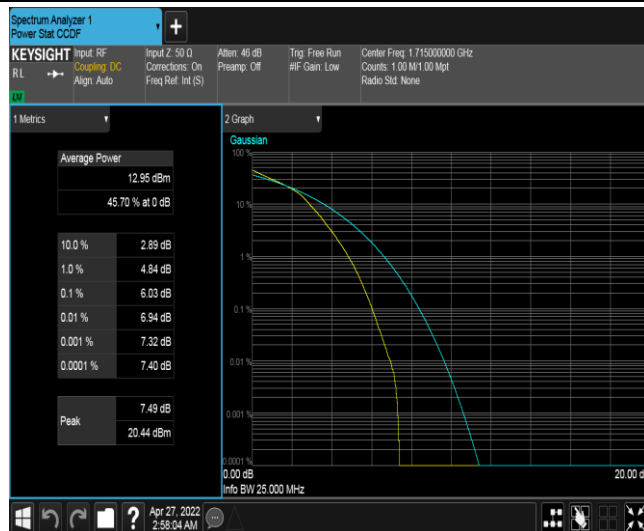 Spectrum Analyzer 1
Power Stat CCDF
+
KEYSIGHT
RL
LXI
Input: RF
Coupling: DC
Align: Auto
Input Z: 50 Ω
Corrections: On
Freq Ref: Int (S)
Atten: 46 dB
Preamp: Off
Trig: Free Run
#IF Gain: Low
Center Freq: 1.715000000 GHz
Counts: 1.00 M/1.00 Mpt
Radio Std: None
1 Metrics
Average Power
12.95 dBm
45.70 % at 0 dB
10.0 % 2.89 dB
1.0 % 4.84 dB
0.1 % 6.03 dB
0.01 % 6.94 dB
0.001 % 7.32 dB
0.0001 % 7.40 dB
Peak
7.49 dB
20.44 dBm
2 Graph
Gaussian
100 %
10 %
1 %
0.1 %
0.01 %
0.001 %
0.0001 %
0.00 dB
20.00 d
Info BW 25.000 MHz
?
Apr 27, 2022
2:58:04 AM